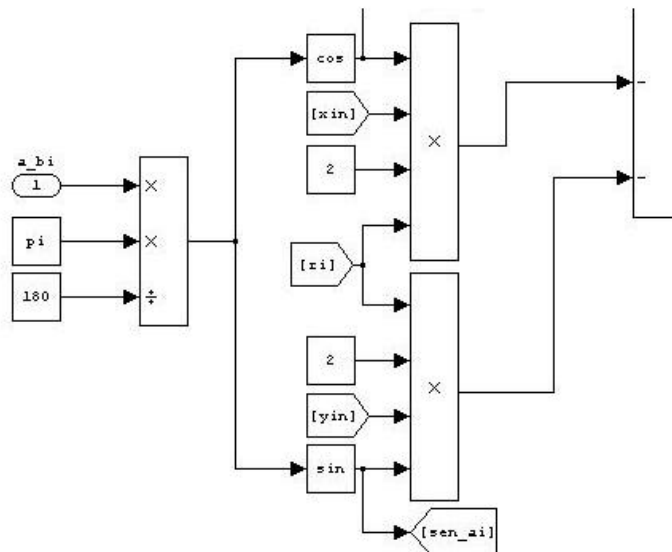 cos
[xin]
a_bi
1
×
×
2
pi
×
[ri]
180
÷
2
×
[yin]
sin
[sen_ai]
−
−